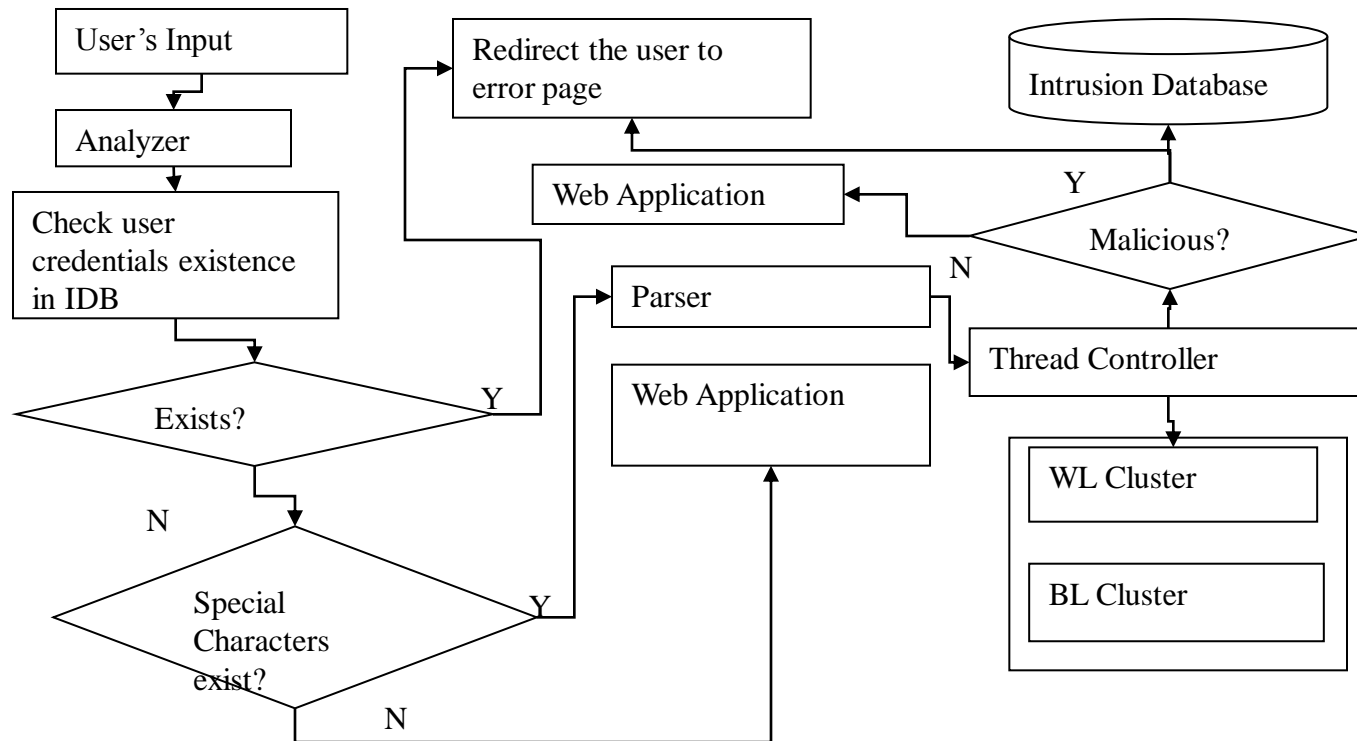 User’s Input
Analyzer
Check user
credentials existence
in IDB
Exists?
Y
N
Special
Characters
exist?
Y
N
Redirect the user to
error page
Web Application
Parser
Web Application
Intrusion Database
Y
Malicious?
N
Thread Controller
WL Cluster
BL Cluster